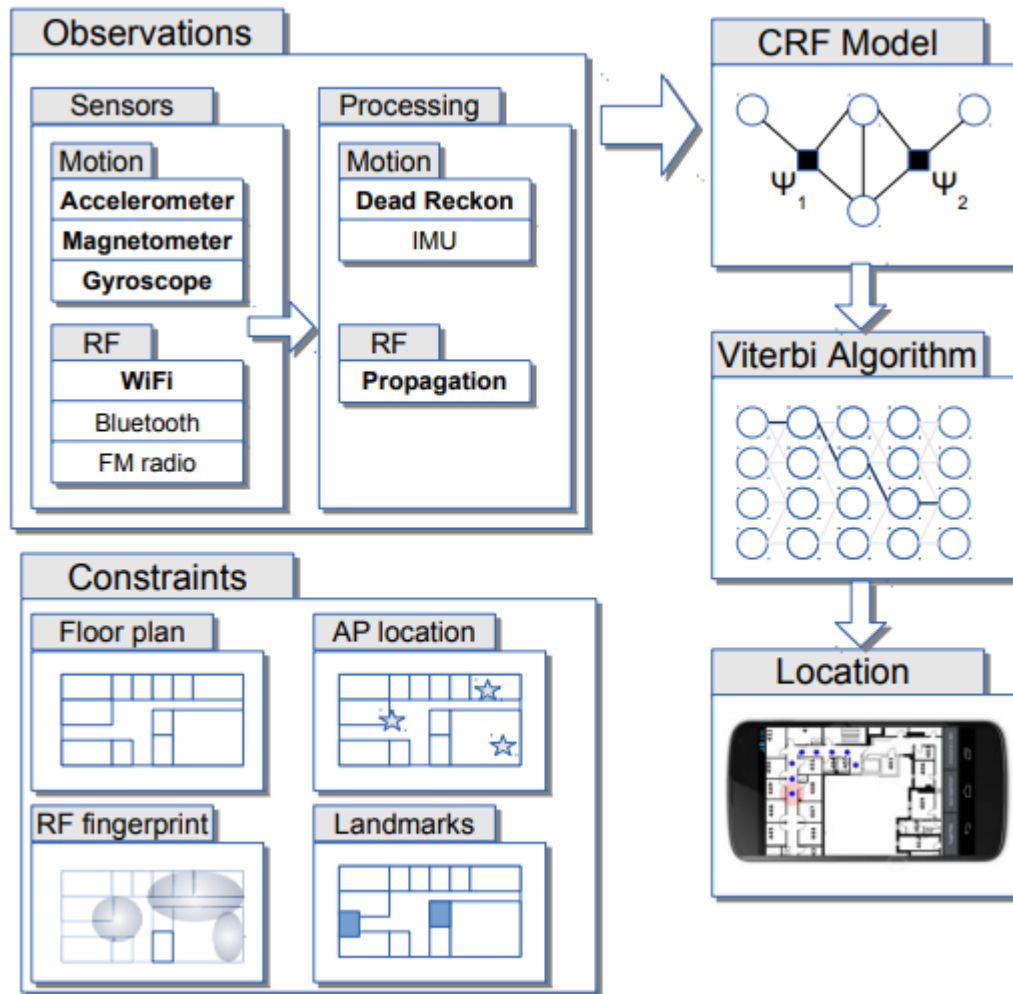 Observations
Sensors
Motion
Accelerometer
Magnetometer
Gyroscope
RF
WiFi
Bluetooth
FM radio
Processing
Motion
Dead Reckon
IMU
RF
Propagation
CRF Model
Ψ1
Ψ2
Viterbi Algorithm
Location
Constraints
Floor plan
AP location
RF fingerprint
Landmarks